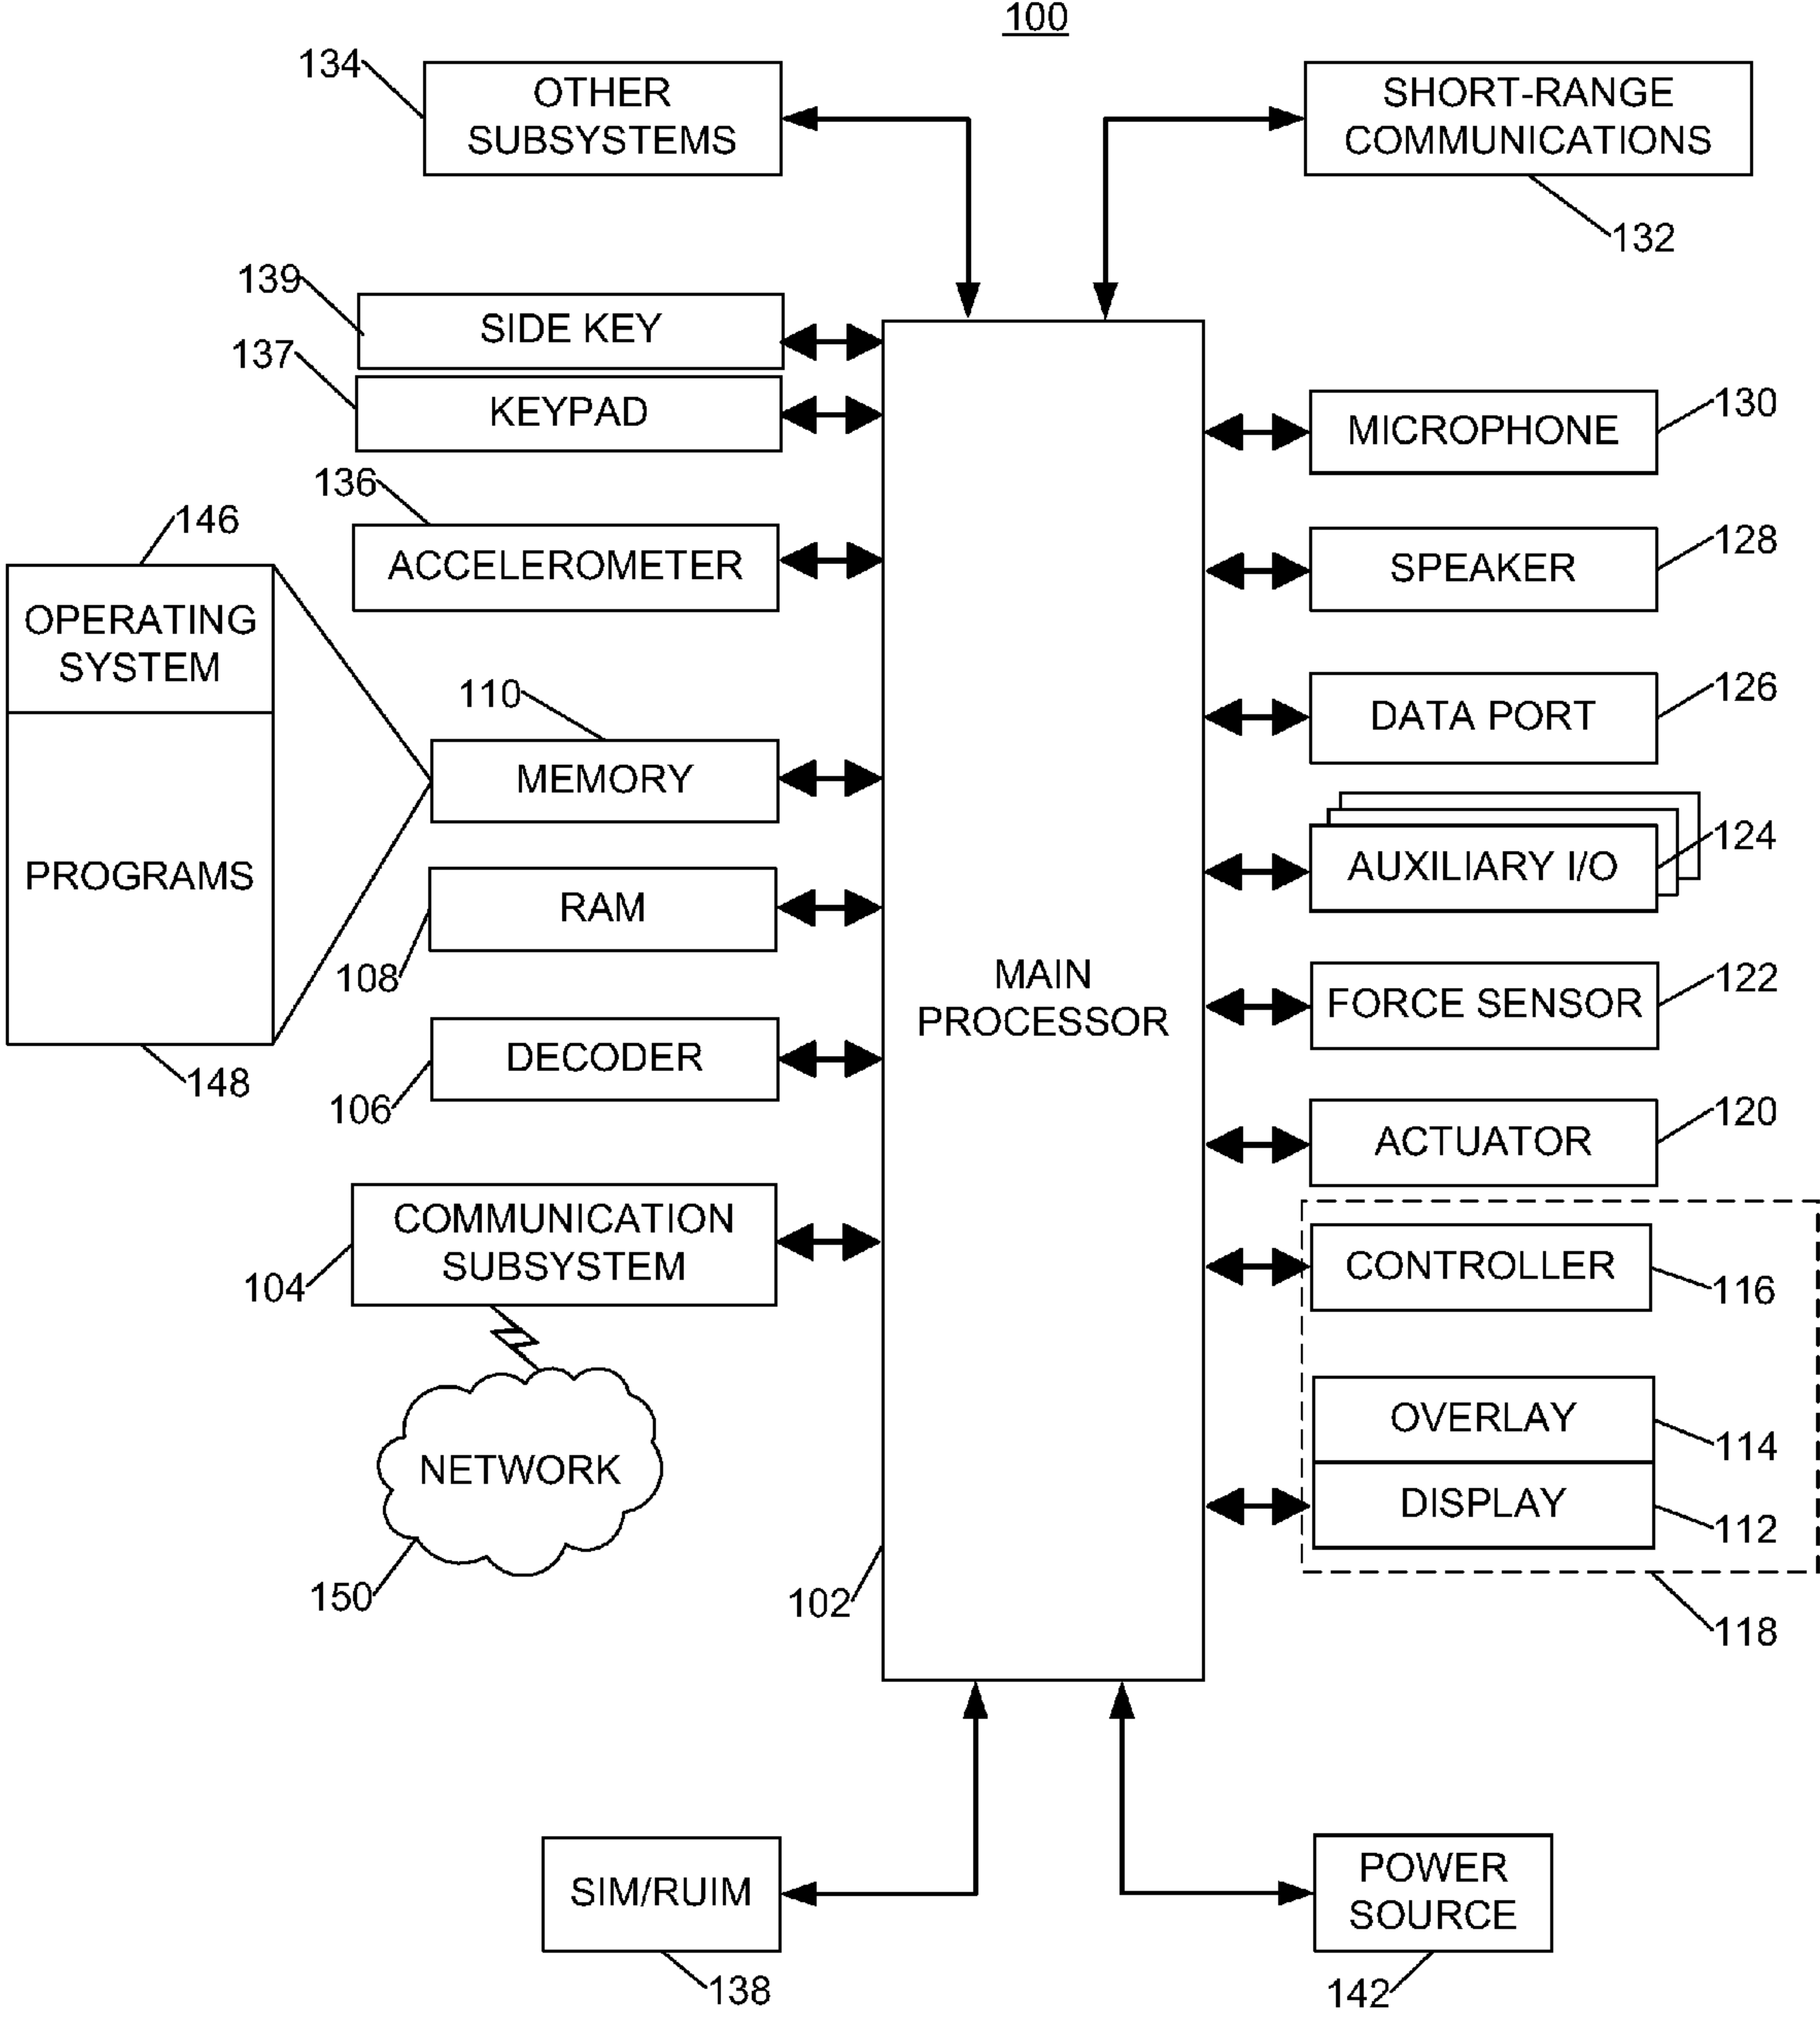 100
134
OTHER
SUBSYSTEMS
SHORT-RANGE
COMMUNICATIONS
132
139
SIDE KEY
137
KEYPAD
130
MICROPHONE
136
ACCELEROMETER
128
SPEAKER
146
OPERATING
SYSTEM
PROGRAMS
148
110
MEMORY
126
DATA PORT
124
AUXILIARY I/O
RAM
108
MAIN
PROCESSOR
102
122
FORCE SENSOR
DECODER
106
120
ACTUATOR
COMMUNICATION
SUBSYSTEM
104
CONTROLLER
116
OVERLAY
114
DISPLAY
112
118
NETWORK
150
SIM/RUIM
138
POWER
SOURCE
142